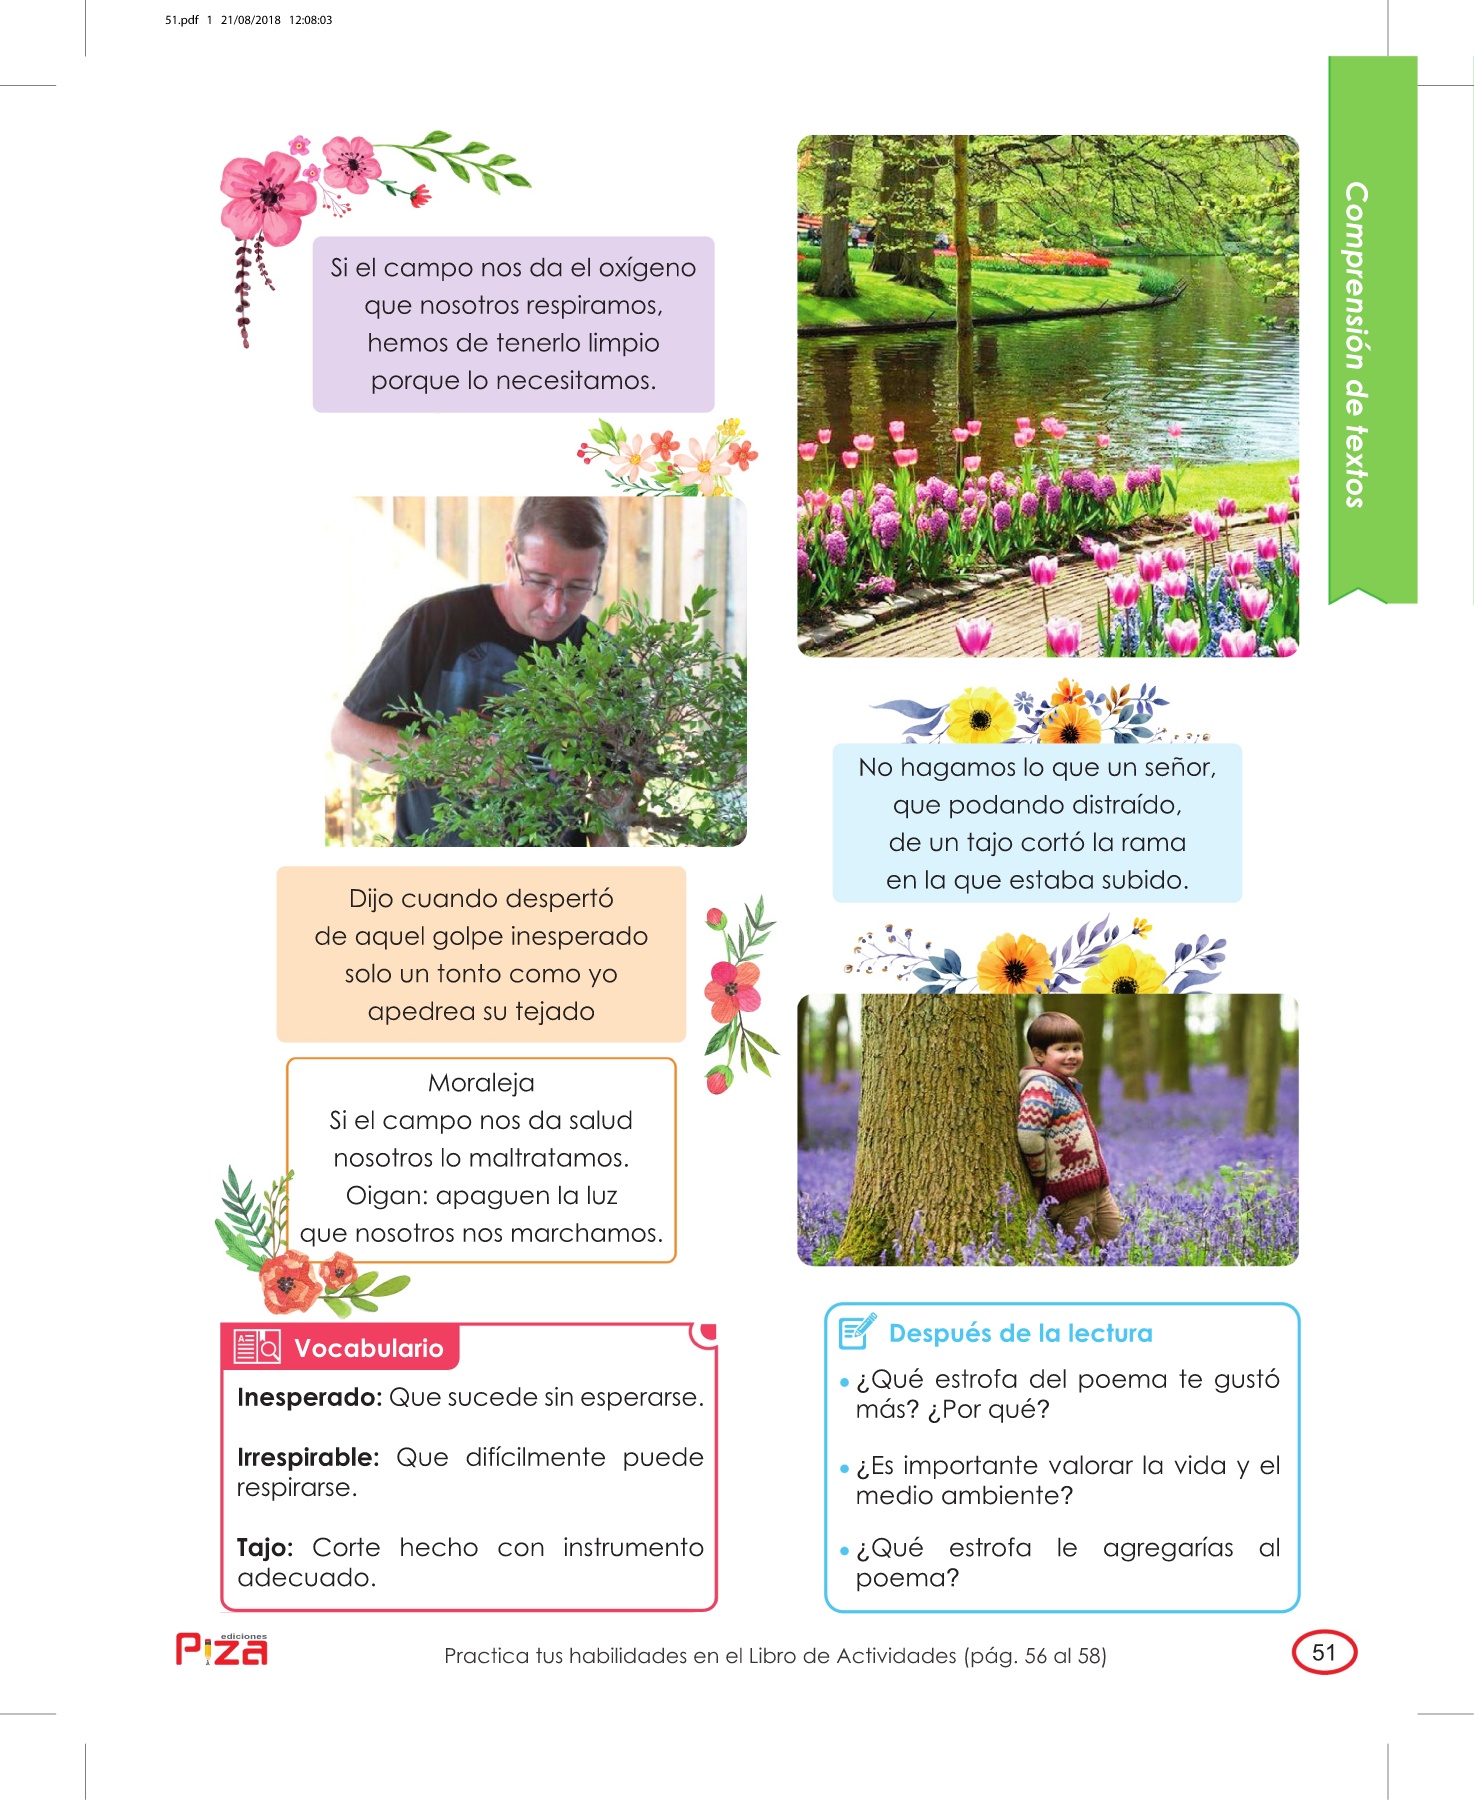 51.pdf 1 21/08/2018 12:08:03
Comprensión de textos
Si el campo nos da el oxígeno
que nosotros respiramos,
hemos de tenerlo limpio
porque lo necesitamos.
No hagamos lo que un señor,
que podando distraído,
de un tajo cortó la rama
en la que estaba subido.
Dijo cuando despertó
de aquel golpe inesperado
solo un tonto como yo
apedrea su tejado
Moraleja
Si el campo nos da salud
nosotros lo maltratamos.
Oigan: apaguen la luz
que nosotros nos marchamos.
Vocabulario
Inesperado: Que sucede sin esperarse.
Irrespirable: Que difícilmente puede
respirarse.
Tajo: Corte hecho con instrumento
adecuado.
Después de la lectura
• ¿Qué estrofa del poema te gustó
más? ¿Por qué?
• ¿Es importante valorar la vida y el
medio ambiente?
• ¿Qué estrofa le agregarías al
poema?
ediciones
Piza
Practica tus habilidades en el Libro de Actividades (pág. 56 al 58)
51